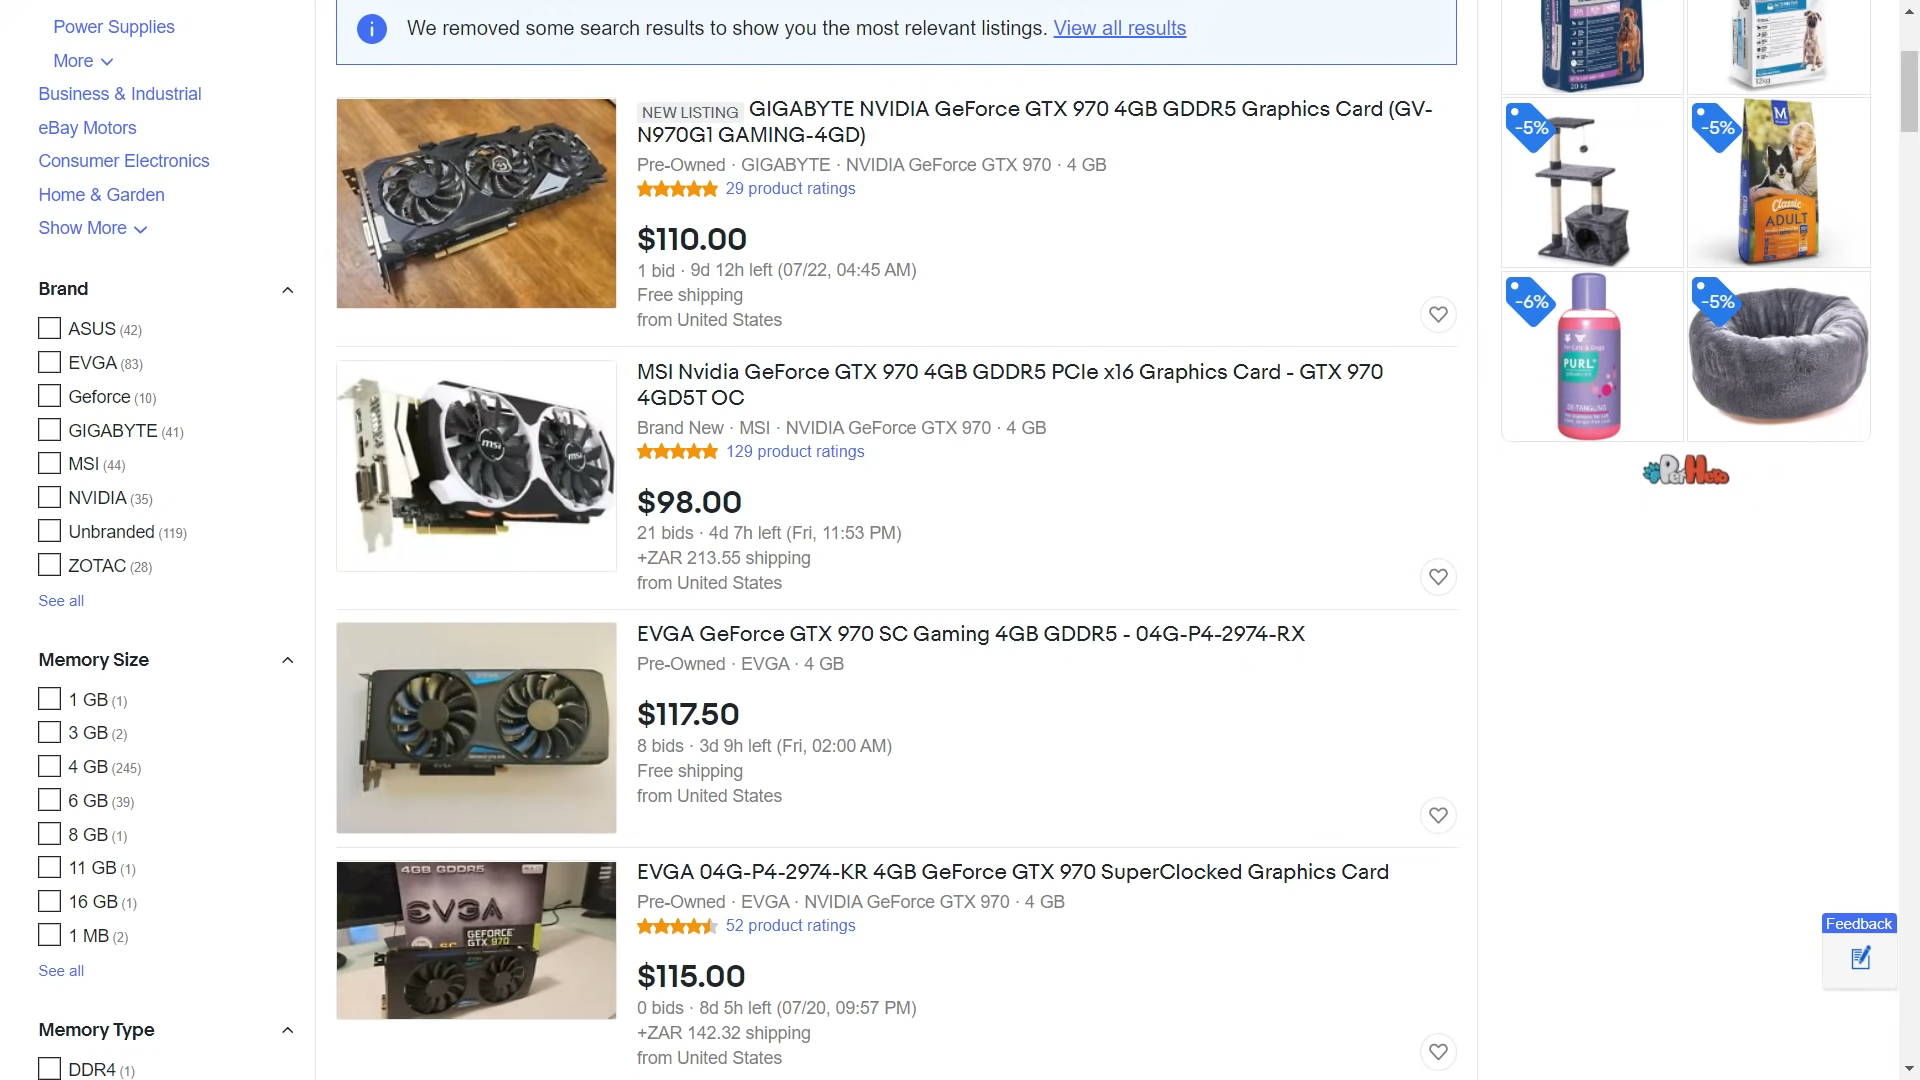 Power Supplies
More
Business & Industrial
eBay Motors
Consumer Electronics
Home & Garden
Show More
Brand
ASUS (42)
EVGA (83)
Geforce (10)
GIGABYTE (41)
MSI (44)
NVIDIA (35)
Unbranded (119)
ZOTAC (28)
See all
Memory Size
1 GB (1)
3 GB (2)
4 GB (245)
6 GB (39)
8 GB (1)
11 GB (1)
16 GB (1)
1 MB (2)
See all
Memory Type
DDR4 (1)
We removed some search results to show you the most relevant listings. View all results
NEW LISTING GIGABYTE NVIDIA GeForce GTX 970 4GB GDDR5 Graphics Card (GV-
N970G1 GAMING-4GD)
Pre-Owned · GIGABYTE · NVIDIA GeForce GTX 970 · 4 GB
29 product ratings
$110.00
1 bid · 9d 12h left (07/22, 04:45 AM)
Free shipping
from United States
msi
msi
MSI Nvidia GeForce GTX 970 4GB GDDR5 PCIe x16 Graphics Card - GTX 970
4GD5T OC
Brand New · MSI · NVIDIA GeForce GTX 970 · 4 GB
129 product ratings
$98.00
21 bids · 4d 7h left (Fri, 11:53 PM)
+ZAR 213.55 shipping
from United States
EVGA GeForce GTX 970 SC Gaming 4GB GDDR5 - 04G-P4-2974-RX
Pre-Owned · EVGA · 4 GB
$117.50
8 bids · 3d 9h left (Fri, 02:00 AM)
Free shipping
from United States
4GB GDDR5
EVGA
SC
GEFORCE
GTX 970
EVGA 04G-P4-2974-KR 4GB GeForce GTX 970 SuperClocked Graphics Card
Pre-Owned · EVGA · NVIDIA GeForce GTX 970 · 4 GB
52 product ratings
$115.00
0 bids · 8d 5h left (07/20, 09:57 PM)
+ZAR 142.32 shipping
from United States
20 kg
12kg
-5%
-5%
M
Classic
ADULT
-6%
PURL
DE-TANGLING
-5%
PetHero
Feedback